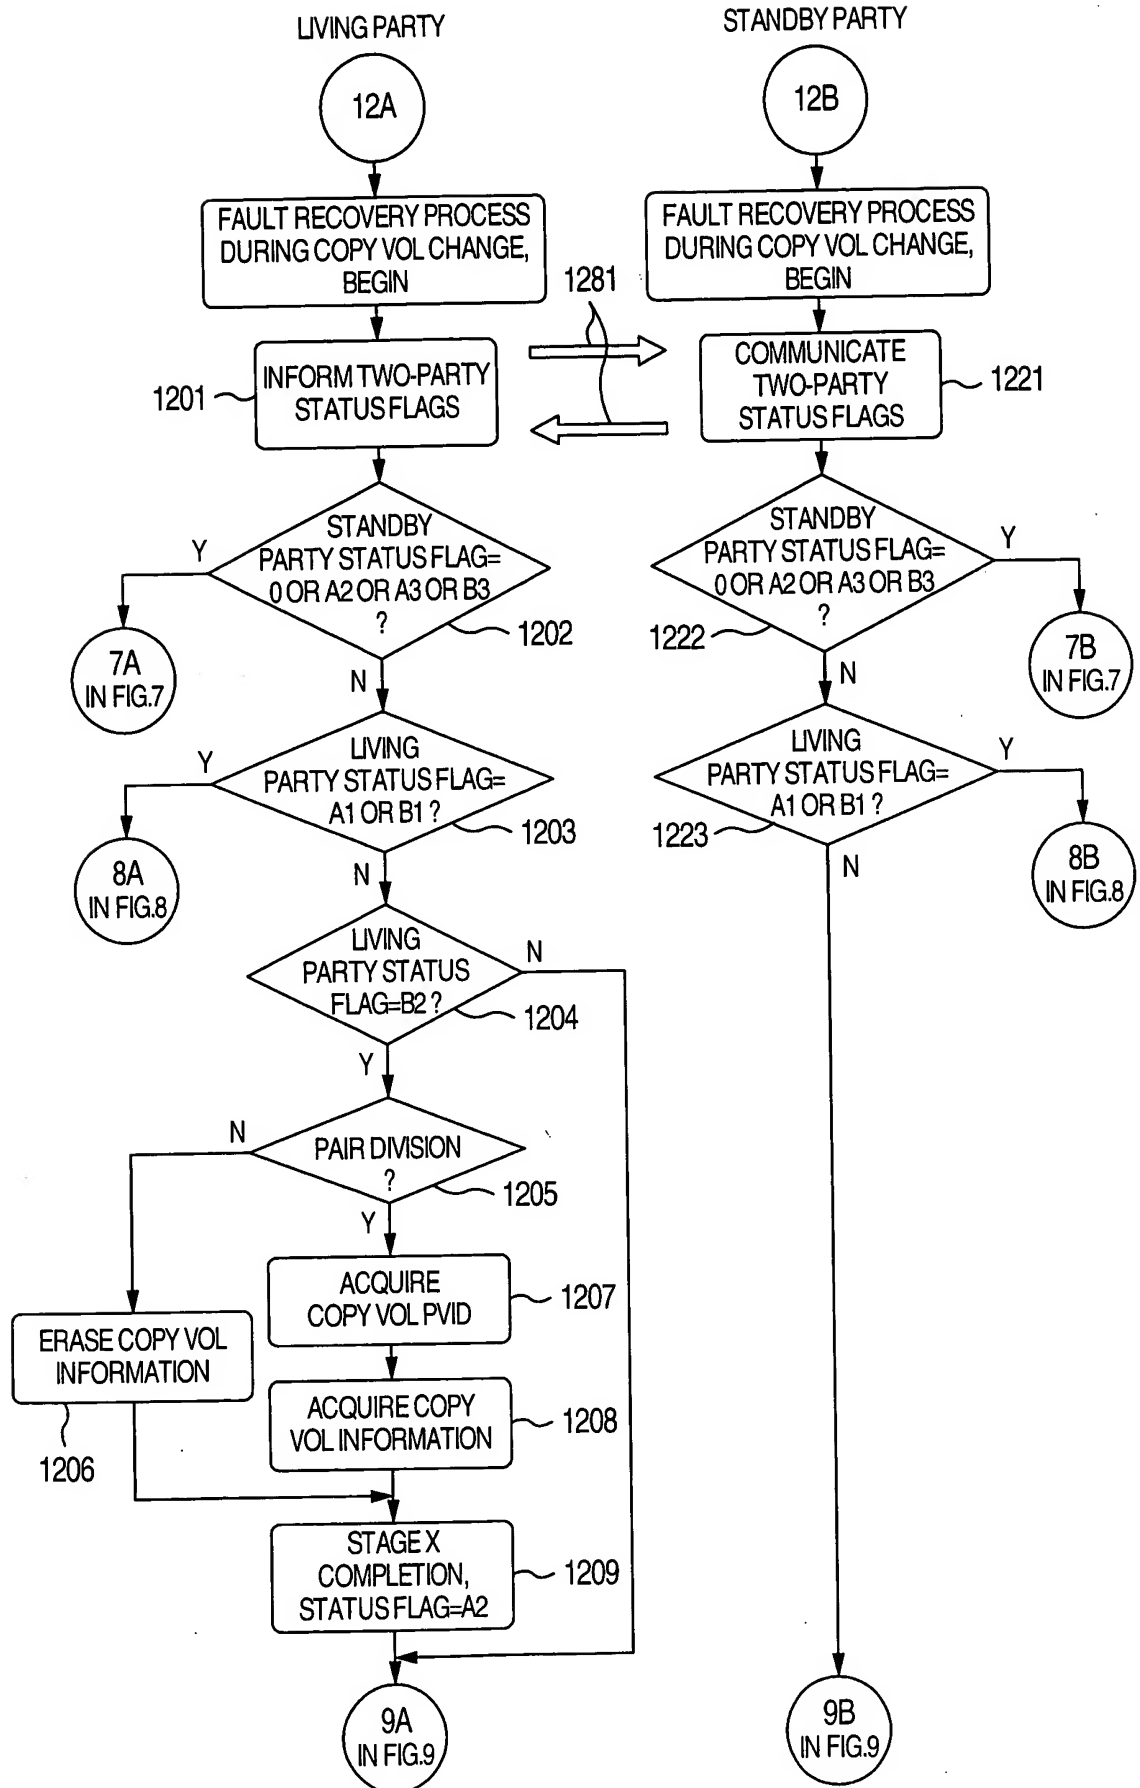 LIVING PARTY
12A
FAULT RECOVERY PROCESS
DURING COPY VOL CHANGE,
BEGIN
INFORM TWO-PARTY
STATUS FLAGS
1201
1281
STANDBY
PARTY STATUS FLAG=
0 OR A2 OR A3 OR B3
?
1202
Y
7A
IN FIG.7
N
LIVING
PARTY STATUS FLAG=
A1 OR B1 ?
1203
Y
8A
IN FIG.8
N
LIVING
PARTY STATUS
FLAG=B2 ?
1204
N
Y
PAIR DIVISION
?
1205
N
Y
ERASE COPY VOL
INFORMATION
1206
ACQUIRE
COPY VOL PVID
1207
ACQUIRE COPY
VOL INFORMATION
1208
STAGE X
COMPLETION,
STATUS FLAG=A2
1209
9A
IN FIG.9
STANDBY PARTY
12B
FAULT RECOVERY PROCESS
DURING COPY VOL CHANGE,
BEGIN
COMMUNICATE
TWO-PARTY
STATUS FLAGS
1221
STANDBY
PARTY STATUS FLAG=
0 OR A2 OR A3 OR B3
?
1222
Y
7B
IN FIG.7
N
LIVING
PARTY STATUS FLAG=
A1 OR B1 ?
1223
Y
8B
IN FIG.8
N
9B
IN FIG.9